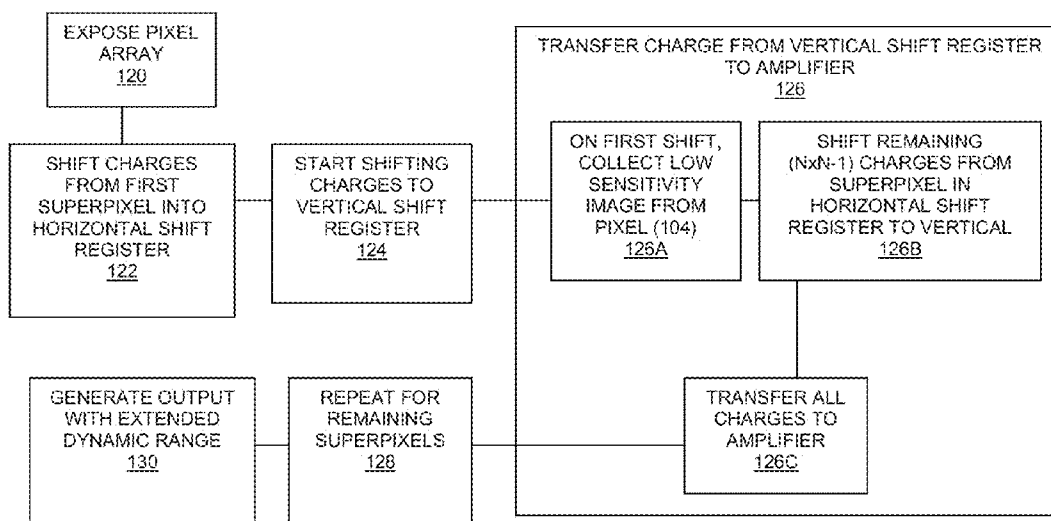 EXPOSE PIXEL
ARRAY
120
SHIFT CHARGES
FROM FIRST
SUPERPIXEL INTO
HORIZONTAL SHIFT
REGISTER
122
START SHIFTING
CHARGES TO
VERTICAL SHIFT
REGISTER
124
TRANSFER CHARGE FROM VERTICAL SHIFT REGISTER
TO AMPLIFIER
126
ON FIRST SHIFT,
COLLECT LOW
SENSITIVITY
IMAGE FROM
PIXEL (104)
126A
SHIFT REMAINING
(NxN-1) CHARGES FROM
SUPERPIXEL IN
HORIZONTAL SHIFT
REGISTER TO VERTICAL
126B
TRANSFER ALL
CHARGES TO
AMPLIFIER
126C
REPEAT FOR
REMAINING
SUPERPIXELS
128
GENERATE OUTPUT
WITH EXTENDED
DYNAMIC RANGE
130